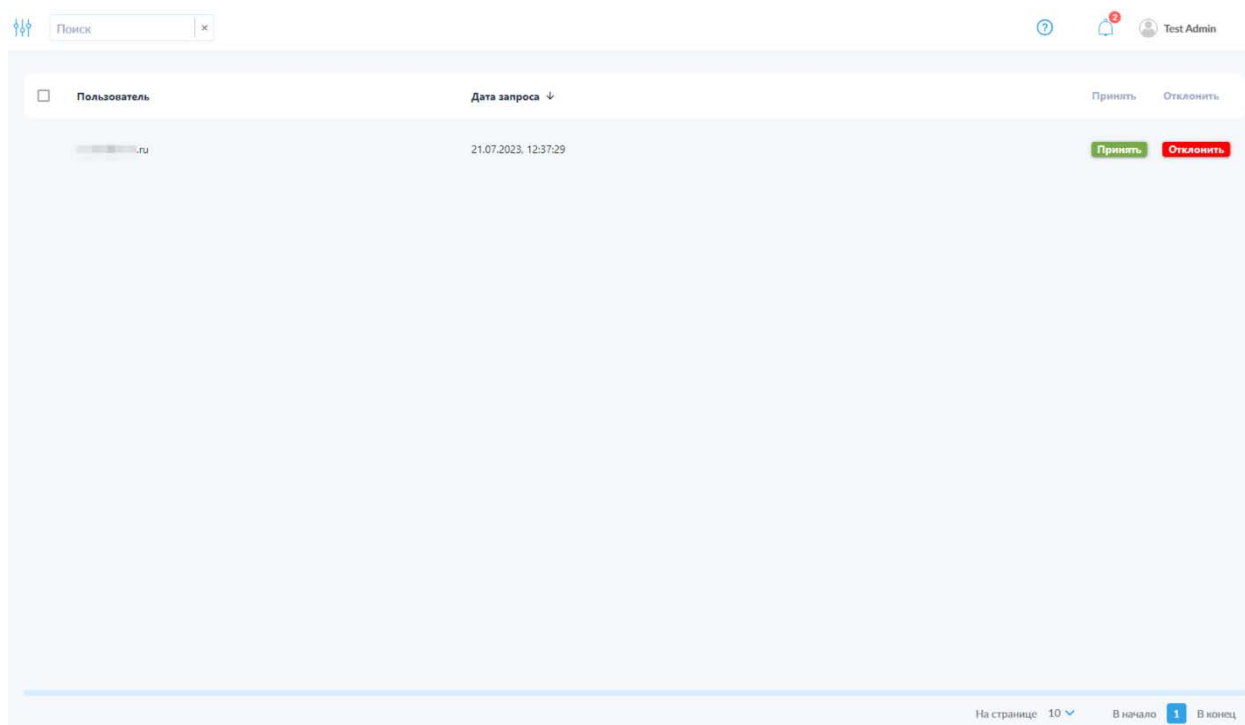 Поиск ×
? 2 Test Admin
Пользователь Дата запроса ↓ Принять Отклонить
.ru 21.07.2023, 12:37:29 Принять Отклонить
На странице 10 В начало 1 В конец